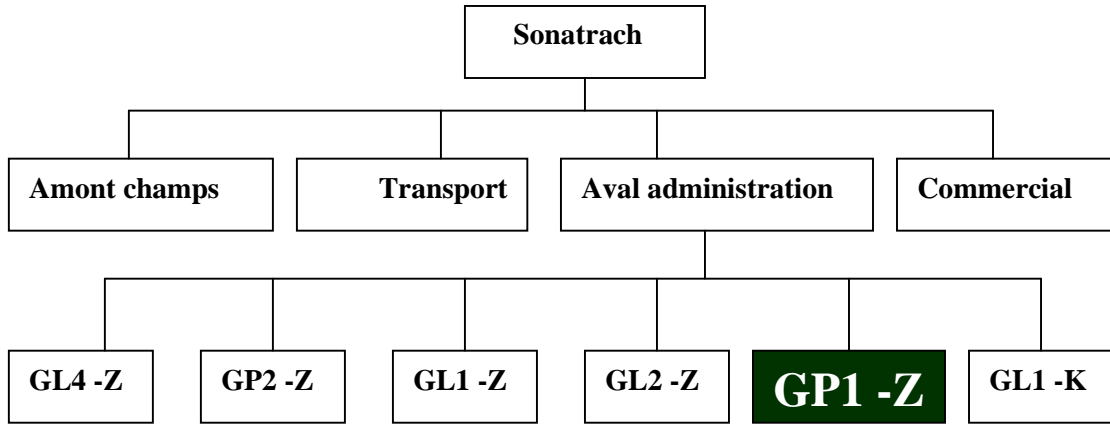 Sonatrach
Amont champs
Transport
Aval administration
Commercial
GL4 -Z
GP2 -Z
GL1 -Z
GL2 -Z
GP1 -Z
GL1 -K